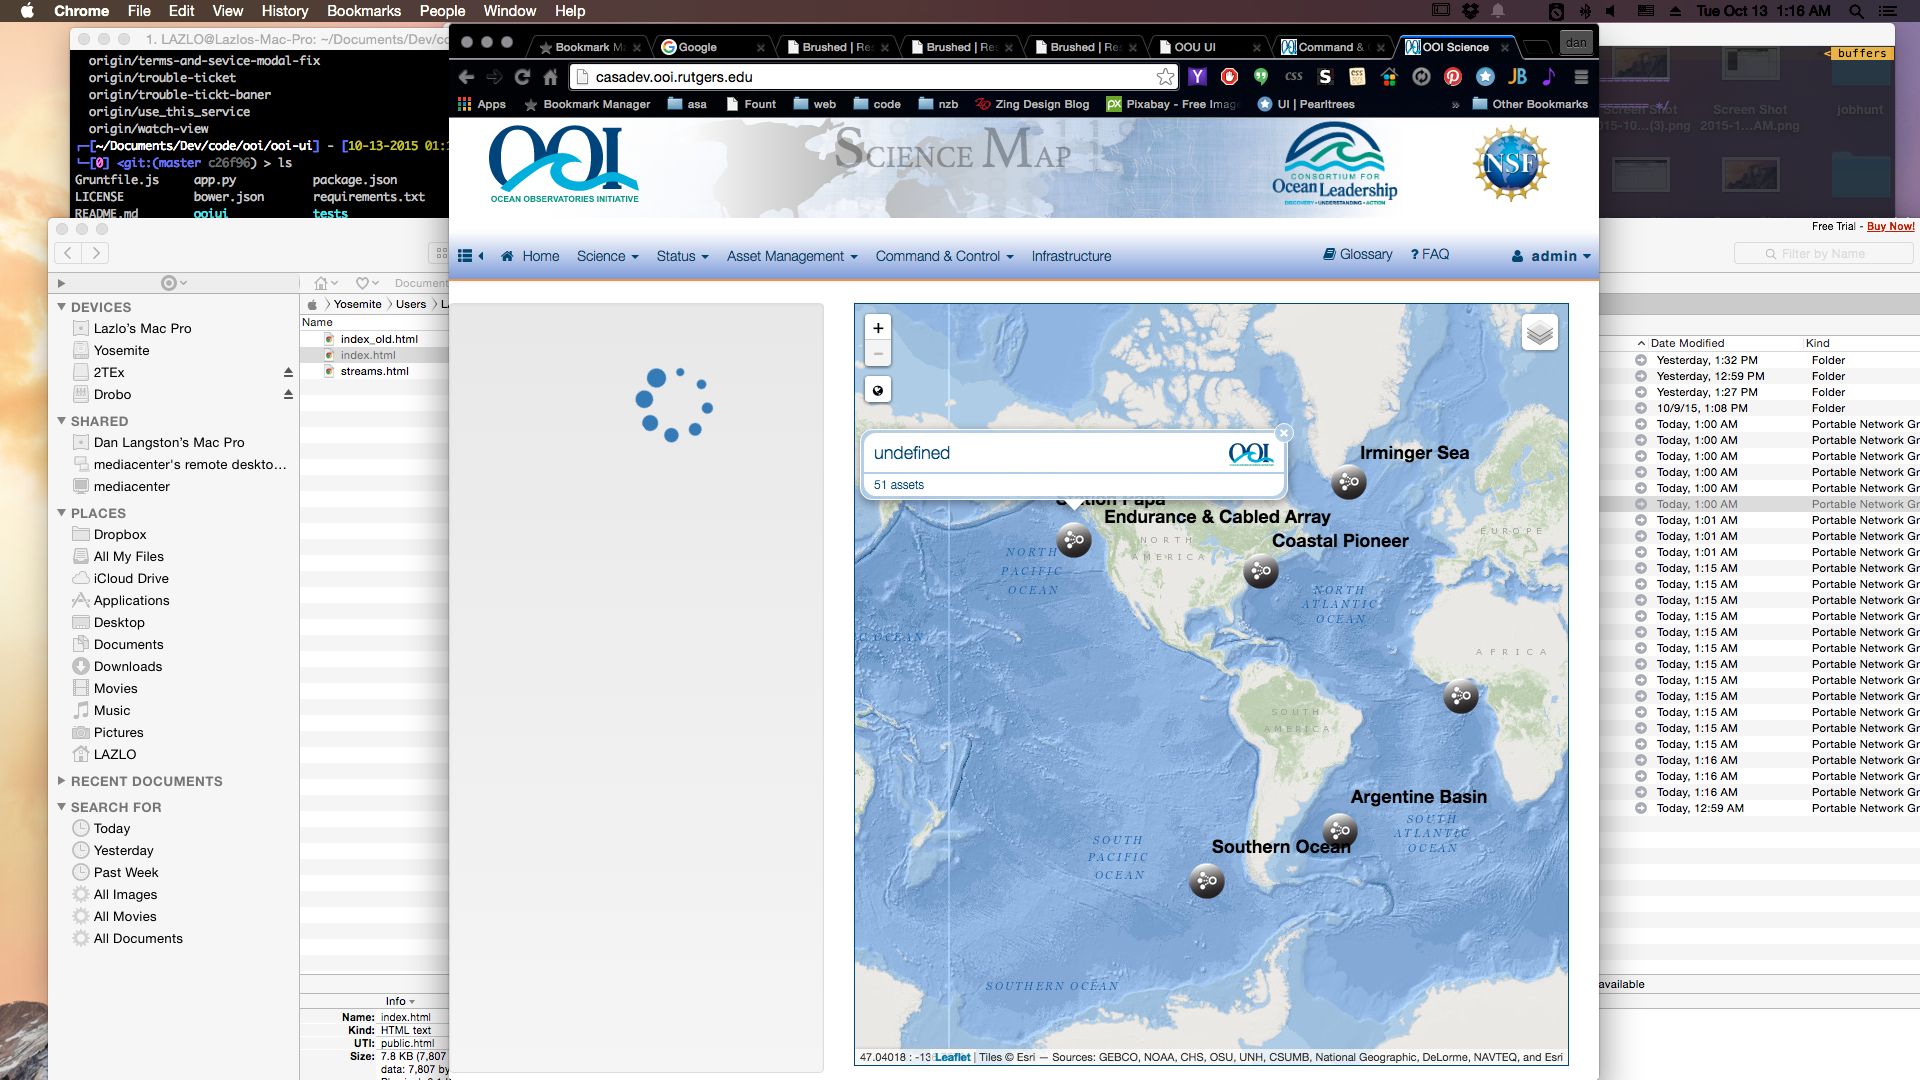 Chrome File Edit View History Bookmarks People Window Help
Tue Oct 13 1:16 AM
1. LAZLO@Lazlos-Mac-Pro: ~/Documents/Dev/co
origin/terms-and-sevice-modal-fix
origin/trouble-ticket
origin/trouble-tickt-baner
origin/use_this_service
origin/watch-view
[~/Documents/Dev/code/ooi/ooi-ui] - [10-13-2015 01:1
[0] <git:(master c26f96) > ls
Gruntfile.js app.py package.json
LICENSE bower.json requirements.txt
README.md ooiui tests
Bookmark M
Google
Brushed | Re
Brushed | Re
Brushed | Re
OOU UI
Command &
OOI Science
dan
casadev.ooi.rutgers.edu
Apps Bookmark Manager asa Fount web code nzb Zing Design Blog Pixabay - Free Imag UI | Pearltrees » Other Bookmarks
buffers
Screen Shot
Screen Shot
2015-1...AM.png
jobhunt
OOI
OCEAN OBSERVATORIES INITIATIVE
SCIENCE MAP
CONSORTIUM FOR
Ocean Leadership
DISCOVERY • UNDERSTANDING • ACTION
NSF
Home Science Status Asset Management Command & Control Infrastructure
Glossary ? FAQ admin
Free Trial - Buy Now!
Filter by Name
Document
Yosemite Users
Name
index_old.html
index.html
streams.html
DEVICES
Lazlo's Mac Pro
Yosemite
2TEx
Drobo
SHARED
Dan Langston's Mac Pro
mediacenter's remote deskto...
mediacenter
PLACES
Dropbox
All My Files
iCloud Drive
Applications
Desktop
Documents
Downloads
Movies
Music
Pictures
LAZLO
RECENT DOCUMENTS
SEARCH FOR
Today
Yesterday
Past Week
All Images
All Movies
All Documents
Info
Name: index.html
Kind: HTML text
UTI: public.html
Size: 7.8 KB (7,807
data: 7,807 by
+
−
undefined
OOI
51 assets
Irminger Sea
Endurance & Cabled Array
Coastal Pioneer
NORTH
PACIFIC
OCEAN
NORTH
AMERICA
NORTH
ATLANTIC
OCEAN
EUROPE
AFRICA
SOUTH
AMERICA
Argentine Basin
SOUTH
ATLANTIC
OCEAN
Southern Ocean
SOUTH
PACIFIC
OCEAN
SOUTHERN OCEAN
47.04018 : -13
Leaflet | Tiles © Esri — Sources: GEBCO, NOAA, CHS, OSU, UNH, CSUMB, National Geographic, DeLorme, NAVTEQ, and Esri
Date Modified Kind
Yesterday, 1:32 PM Folder
Yesterday, 12:59 PM Folder
Yesterday, 1:27 PM Folder
10/9/15, 1:08 PM Folder
Today, 1:00 AM Portable Network Gr
Today, 1:00 AM Portable Network Gr
Today, 1:00 AM Portable Network Gr
Today, 1:00 AM Portable Network Gr
Today, 1:00 AM Portable Network Gr
Today, 1:00 AM Portable Network Gr
Today, 1:01 AM Portable Network Gr
Today, 1:01 AM Portable Network Gr
Today, 1:01 AM Portable Network Gr
Today, 1:15 AM Portable Network Gr
Today, 1:15 AM Portable Network Gr
Today, 1:15 AM Portable Network Gr
Today, 1:15 AM Portable Network Gr
Today, 1:15 AM Portable Network Gr
Today, 1:15 AM Portable Network Gr
Today, 1:15 AM Portable Network Gr
Today, 1:15 AM Portable Network Gr
Today, 1:15 AM Portable Network Gr
Today, 1:15 AM Portable Network Gr
Today, 1:15 AM Portable Network Gr
Today, 1:15 AM Portable Network Gr
Today, 1:16 AM Portable Network Gr
Today, 1:16 AM Portable Network Gr
Today, 1:16 AM Portable Network Gr
Today, 12:59 AM Portable Network Gr
available